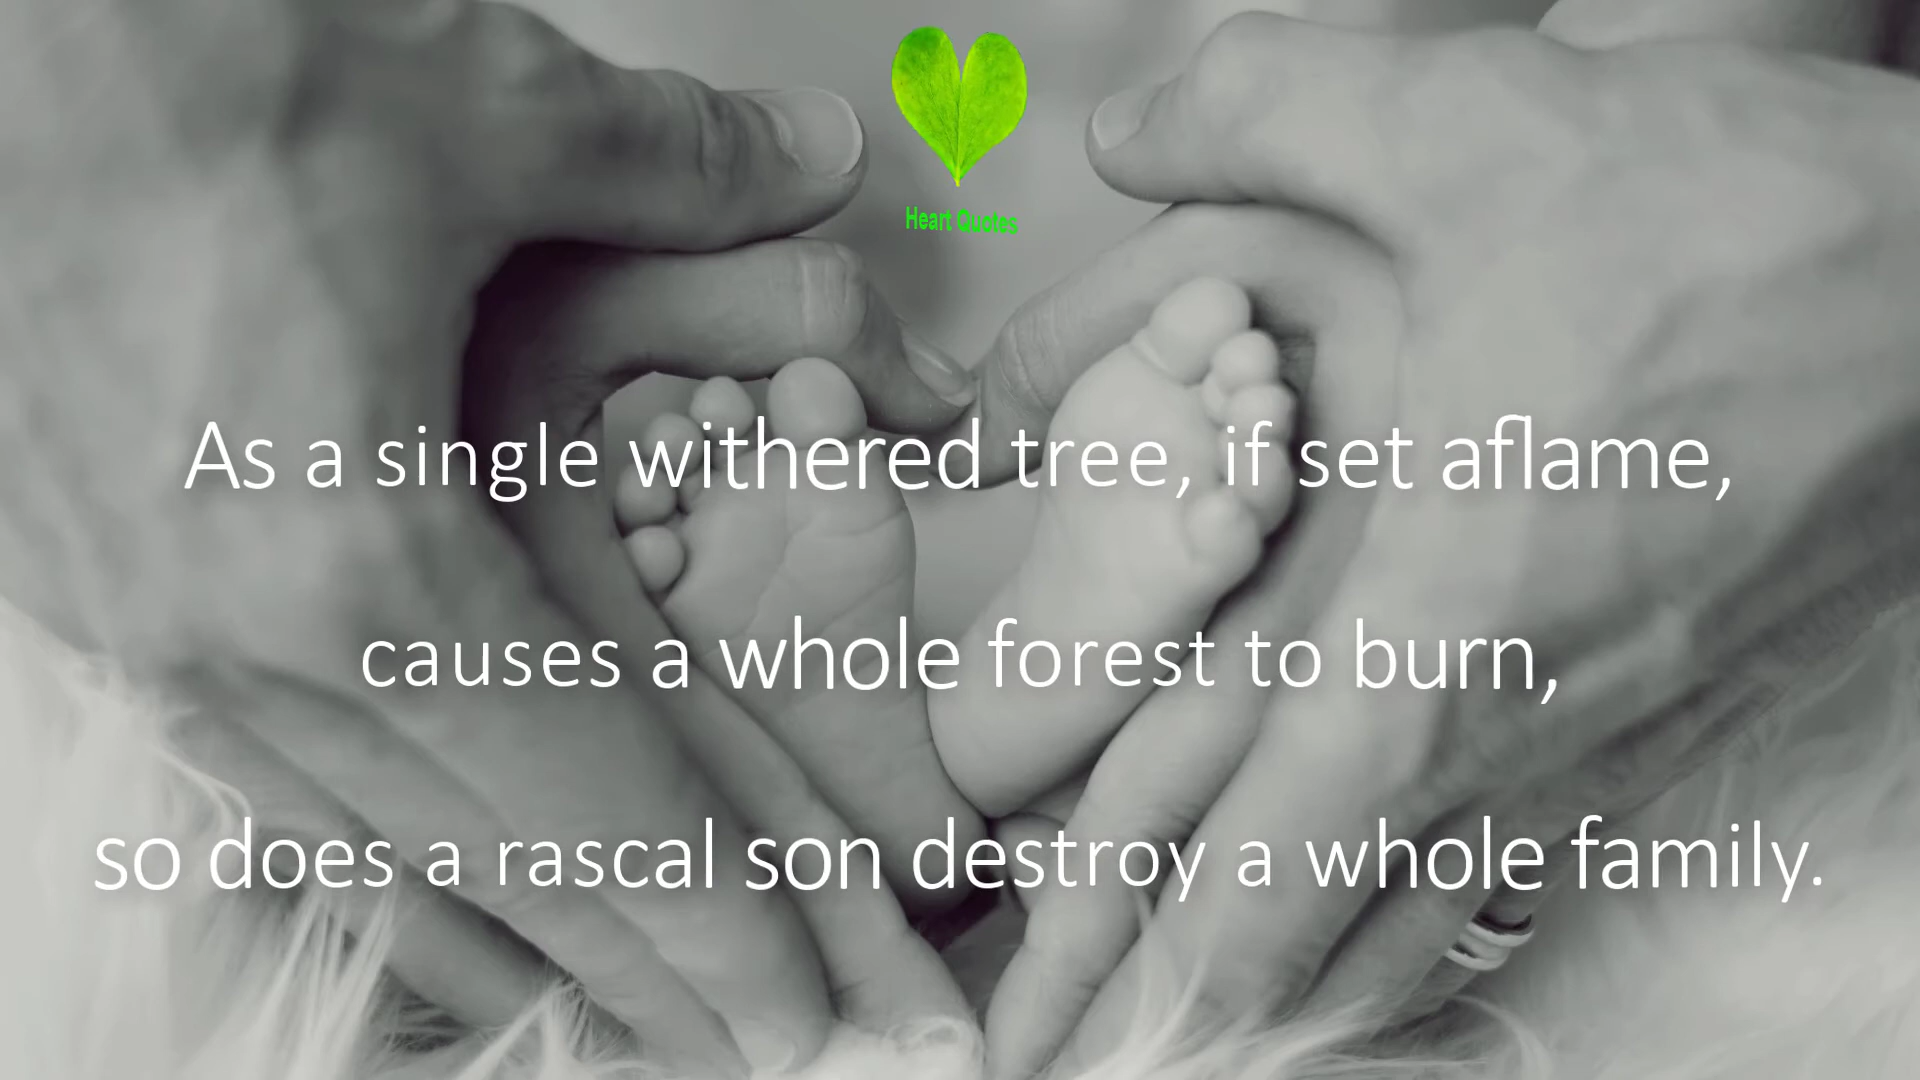 Heart Quotes
As a single withered tree, if set aflame,
causes a whole forest to burn,
so does a rascal son destroy a whole family.